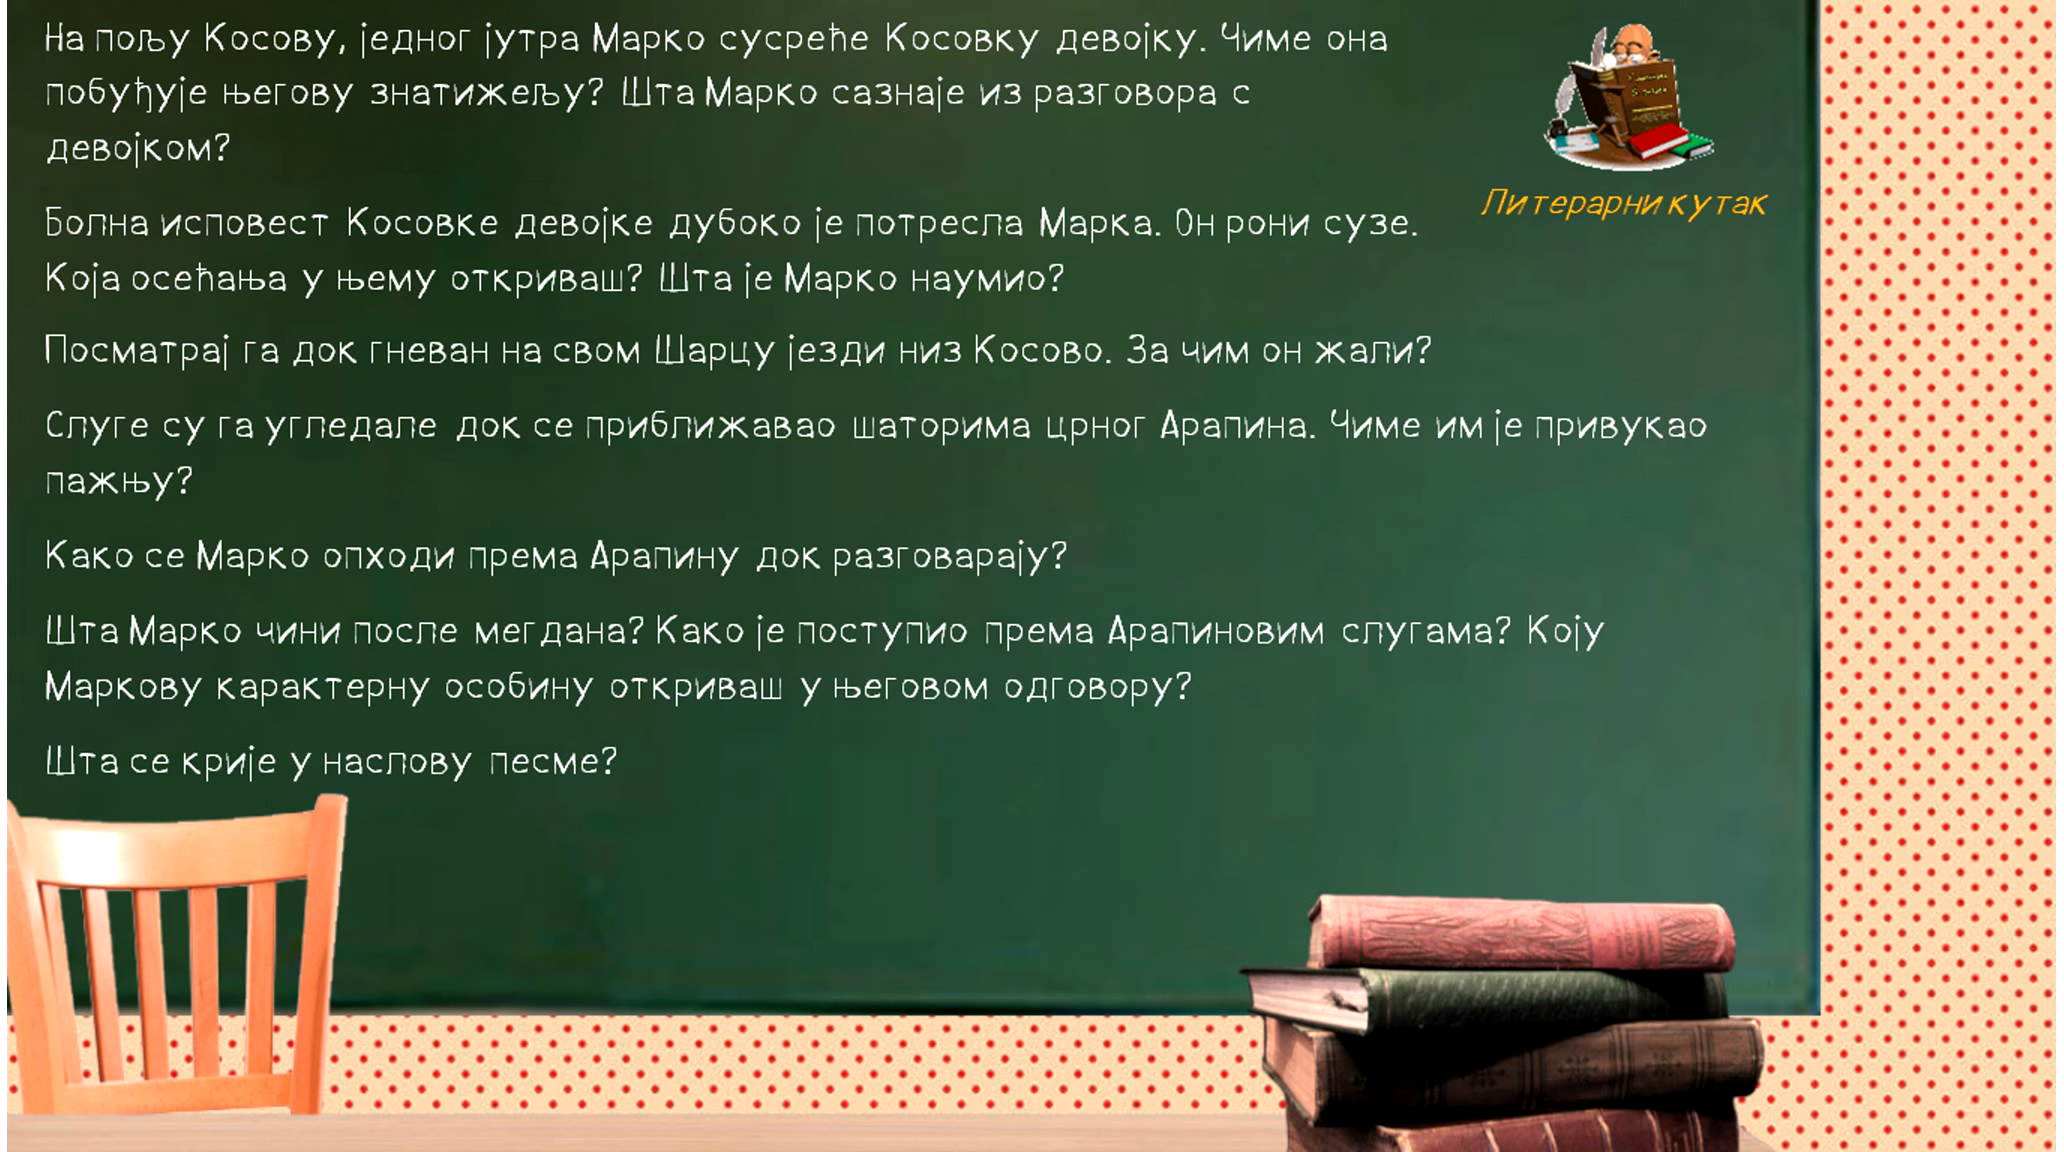 На пољу Косову, једног јутра Марко сусреће Косовку девојку. Чиме она
побуђује његову знатижељу? Шта Марко сазнаје из разговора с
девојком?
Литерарни кутак
Болна исповест Косовке девојке дубоко је потресла Марка. Он рони сузе.
Која осећања у њему откриваш? Шта је Марко наумио?
Посматрај га док гневан на свом Шарцу језди низ Косово. За чим он жали?
Слуге су га угледале док се приближавао шаторима црног Арапина. Чиме им је привукао
пажњу?
Како се Марко опходи према Арапину док разговарају?
Шта Марко чини после мегдана? Како је поступио према Арапиновим слугама? Коју
Маркову карактерну особину откриваш у његовом одговору?
Шта се крије у наслову песме?